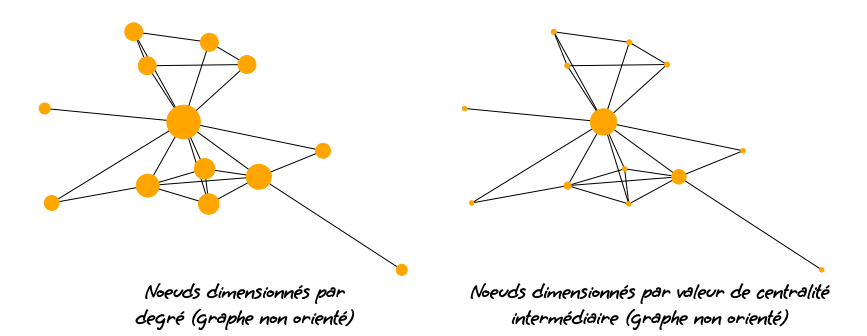 Noeuds dimensionnés par
degré (graphe non orienté)
Noeuds dimensionnés par valeur de centralité
intermédiaire (graphe non orienté)